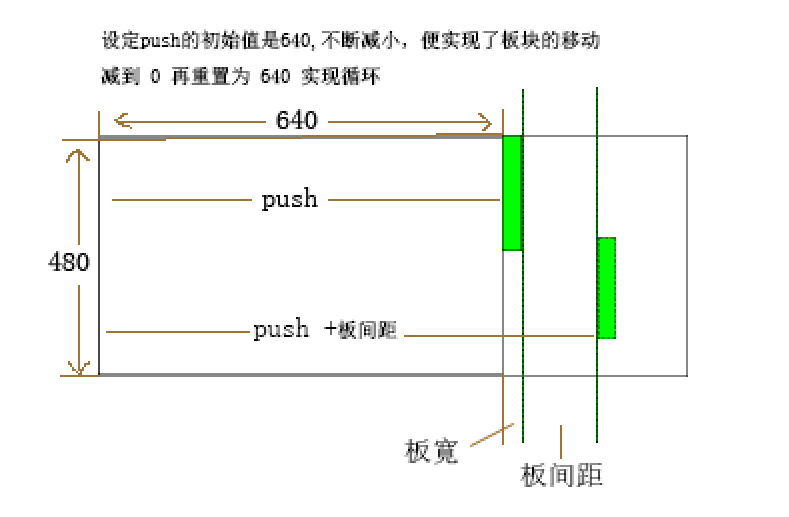 设定push的初始值是640,不断减小，便实现了板块的移动
减到 0 再重置为 640 实现循环
640
push
480
push +板间距
板宽
板间距